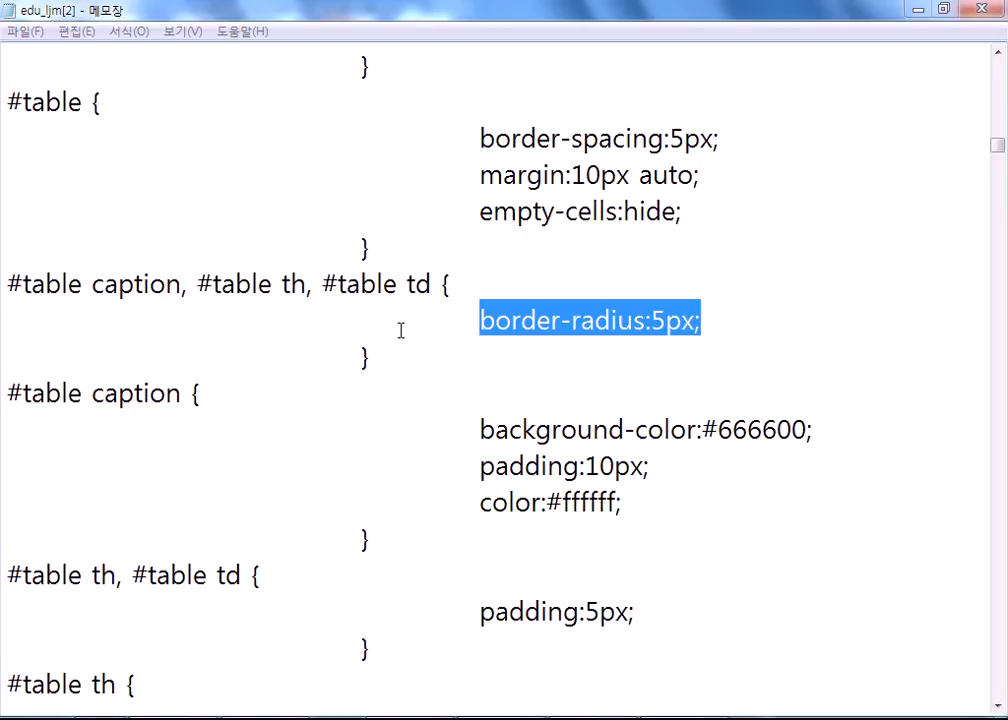 edu_ljm[2] - 메모장
파일(F) 편집(E) 서식(O) 보기(V) 도움말(H)
}
#table {
border-spacing:5px;
margin:10px auto;
empty-cells:hide;
}
#table caption, #table th, #table td {
border-radius:5px;
}
#table caption {
background-color:#666600;
padding:10px;
color:#ffffff;
}
#table th, #table td {
padding:5px;
}
#table th {